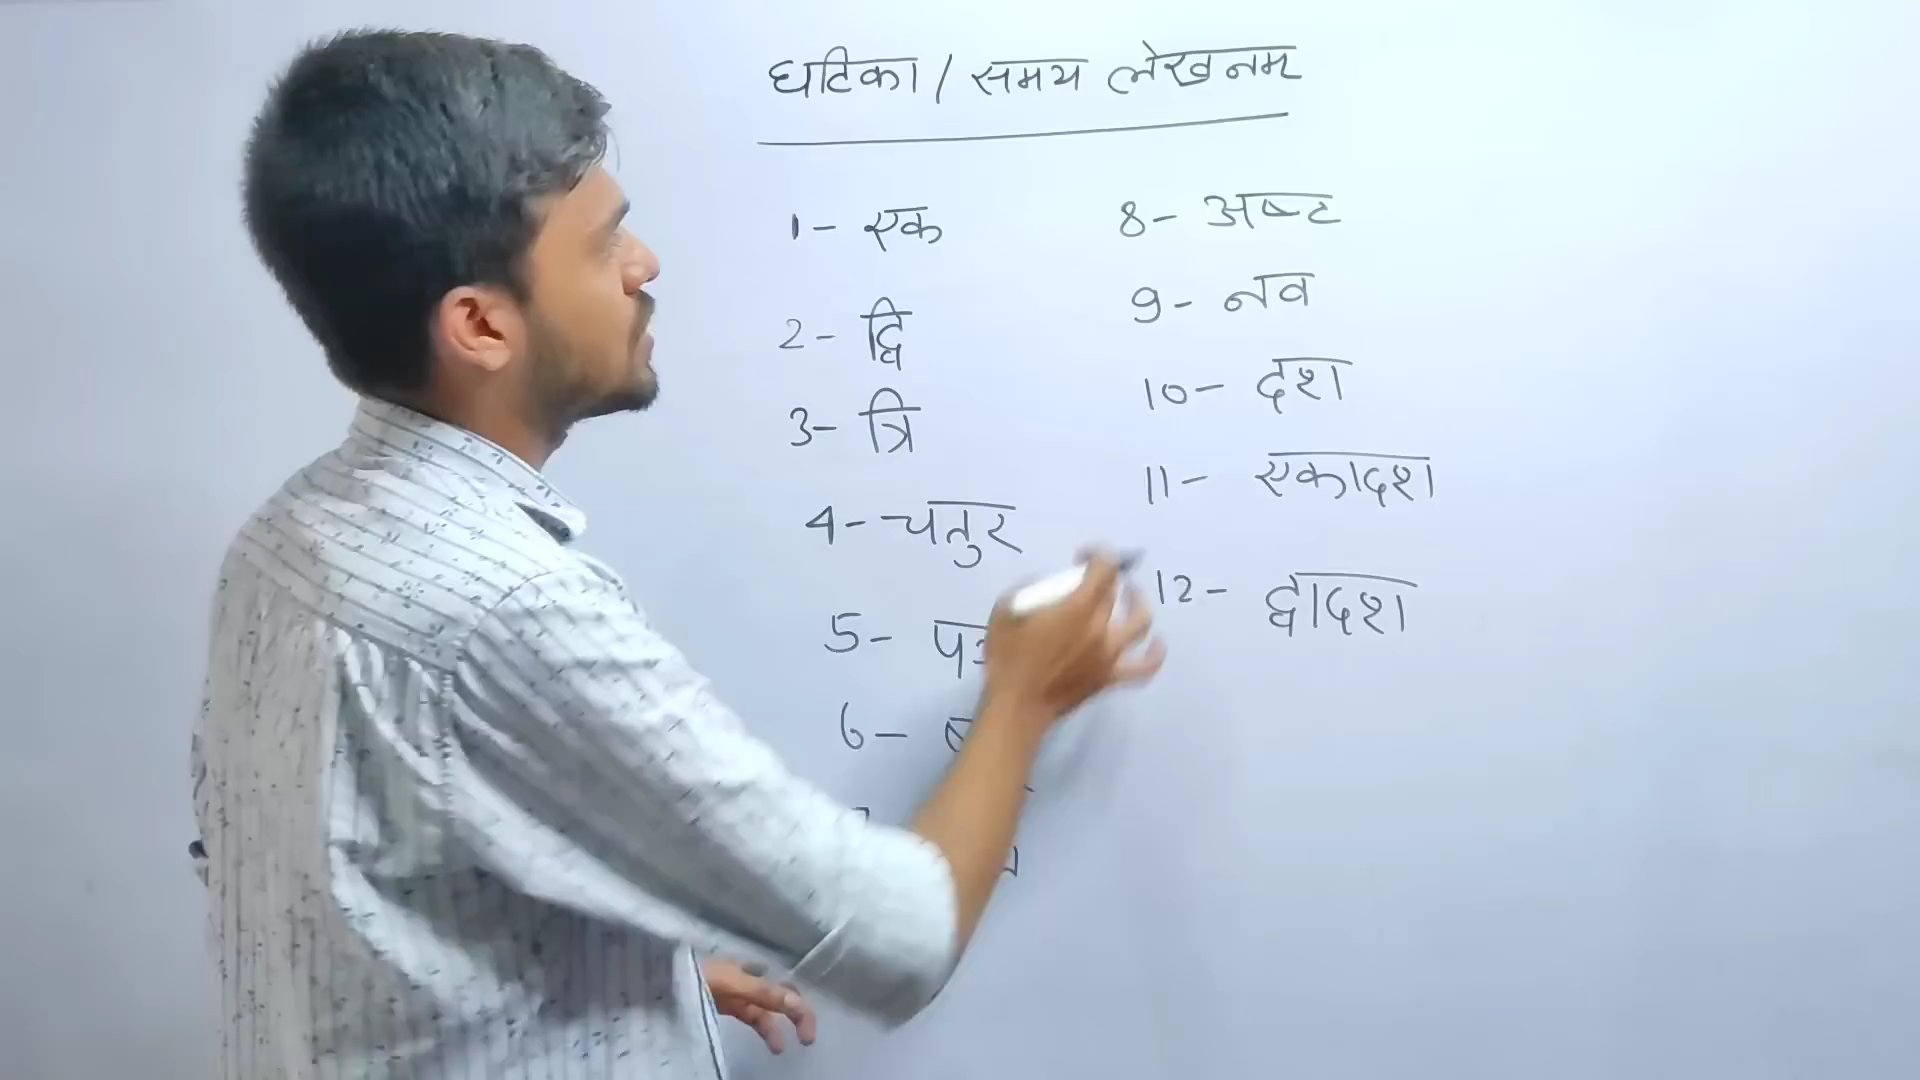 घटिका / समय लेखनम्
1- एक
2- द्वि
3- त्रि
4- चतुर
5-
6-
8- अष्ट
9- नव
10- दश
11- एकादश
12- द्वादश